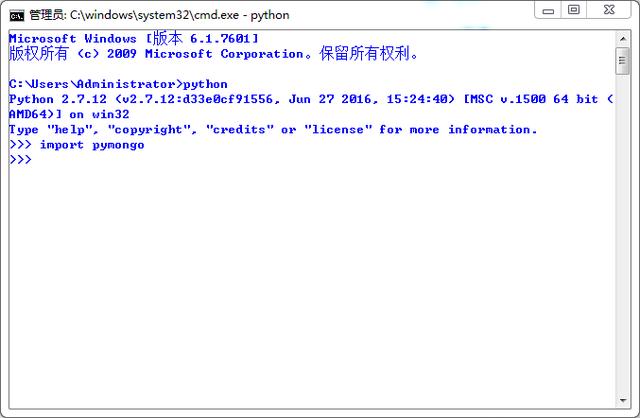 管理员: C:\windows\system32\cmd.exe - python
Microsoft Windows [版本 6.1.7601]
版权所有 (c) 2009 Microsoft Corporation。保留所有权利。
C:\Users\Administrator>python
Python 2.7.12 (v2.7.12:d33e0cf91556, Jun 27 2016, 15:24:40) [MSC v.1500 64 bit (
AMD64)] on win32
Type "help", "copyright", "credits" or "license" for more information.
>>> import pymongo
>>>